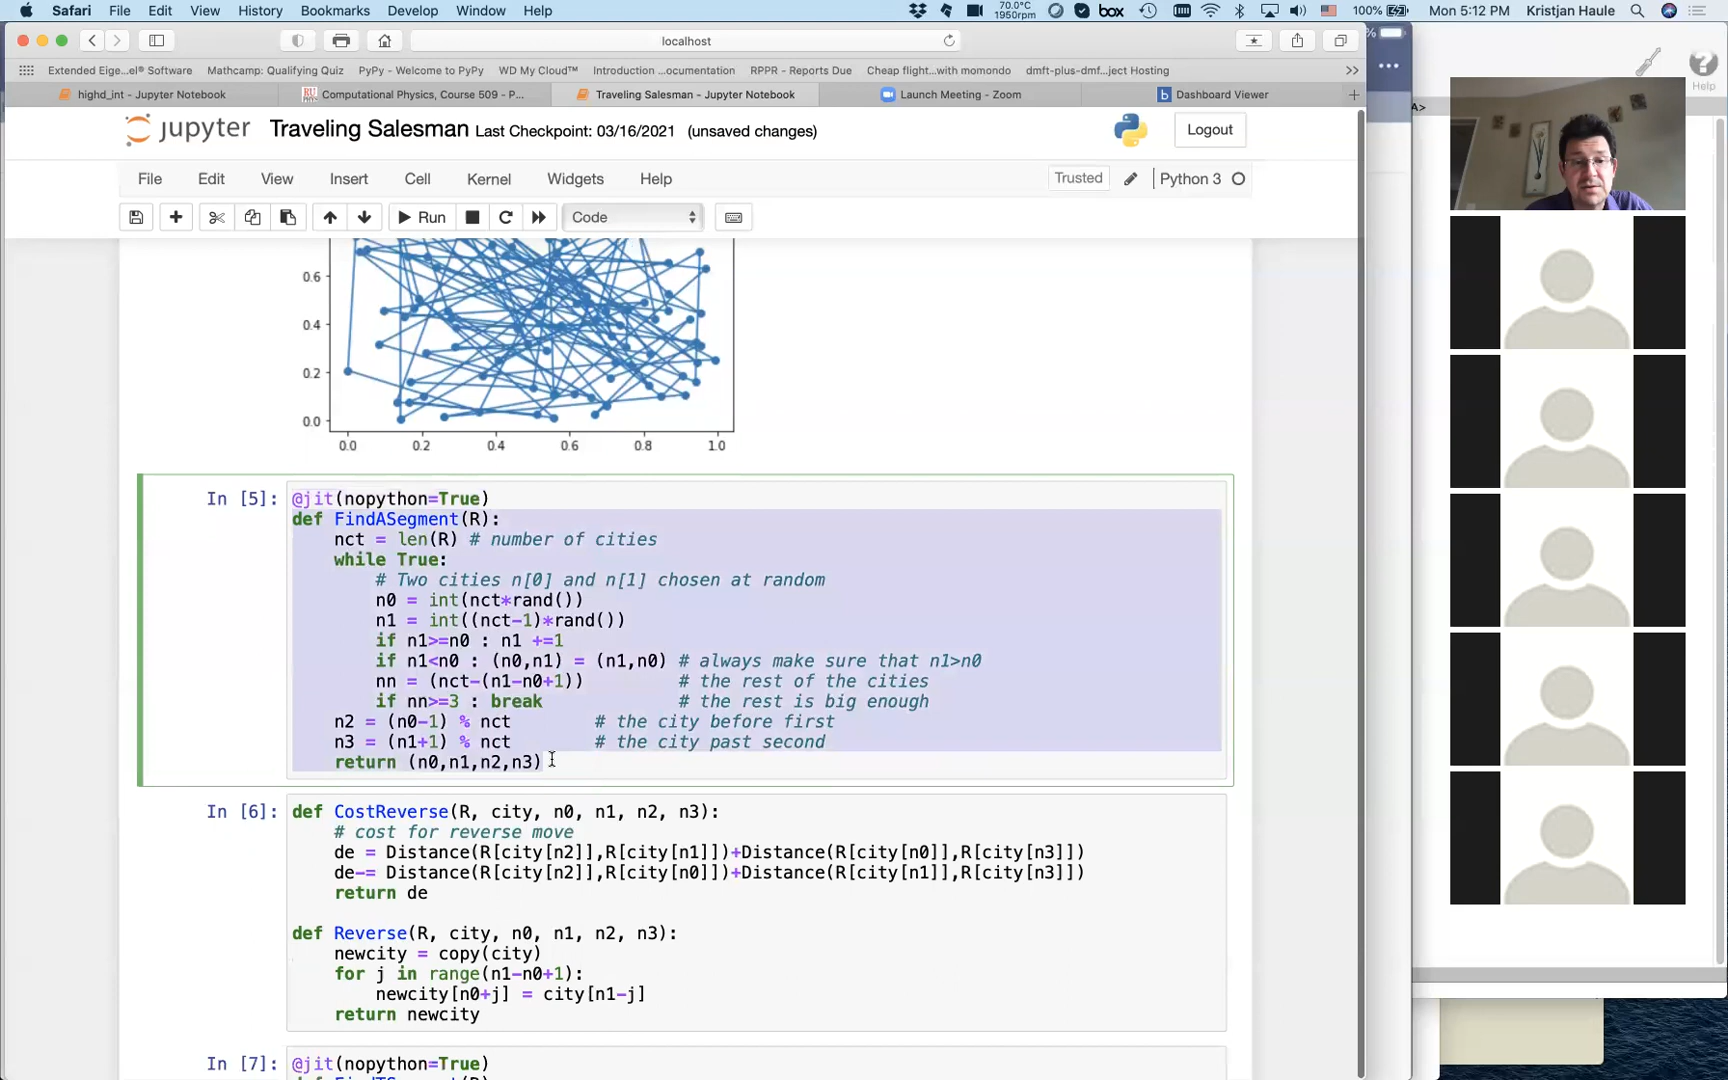 Safari File Edit View History Bookmarks Develop Window Help
70.0°C
1950rpm
box
100%
Mon 5:12 PM Kristjan Haule
localhost
Extended Eige...el® Software Mathcamp: Qualifying Quiz PyPy - Welcome to PyPy WD My Cloud™ Introduction ...ocumentation RPPR - Reports Due Cheap flight...with momondo dmft-plus-dmf...ject Hosting
highd_int - Jupyter Notebook Computational Physics, Course 509 - P... Traveling Salesman - Jupyter Notebook Launch Meeting - Zoom Dashboard Viewer
Help
A>
jupyter Traveling Salesman Last Checkpoint: 03/16/2021 (unsaved changes)
Logout
File Edit View Insert Cell Kernel Widgets Help
Trusted Python 3
Run Code
0.6
0.4
0.2
0.0
0.0 0.2 0.4 0.6 0.8 1.0
In [5]: @jit(nopython=True)
def FindASegment(R):
nct = len(R) # number of cities
while True:
# Two cities n[0] and n[1] chosen at random
n0 = int(nct*rand())
n1 = int((nct-1)*rand())
if n1>=n0 : n1 +=1
if n1<n0 : (n0,n1) = (n1,n0) # always make sure that n1>n0
nn = (nct-(n1-n0+1)) # the rest of the cities
if nn>=3 : break # the rest is big enough
n2 = (n0-1) % nct # the city before first
n3 = (n1+1) % nct # the city past second
return (n0,n1,n2,n3)
In [6]: def CostReverse(R, city, n0, n1, n2, n3):
# cost for reverse move
de = Distance(R[city[n2]],R[city[n1]])+Distance(R[city[n0]],R[city[n3]])
de-= Distance(R[city[n2]],R[city[n0]])+Distance(R[city[n1]],R[city[n3]])
return de
def Reverse(R, city, n0, n1, n2, n3):
newcity = copy(city)
for j in range(n1-n0+1):
newcity[n0+j] = city[n1-j]
return newcity
In [7]: @jit(nopython=True)